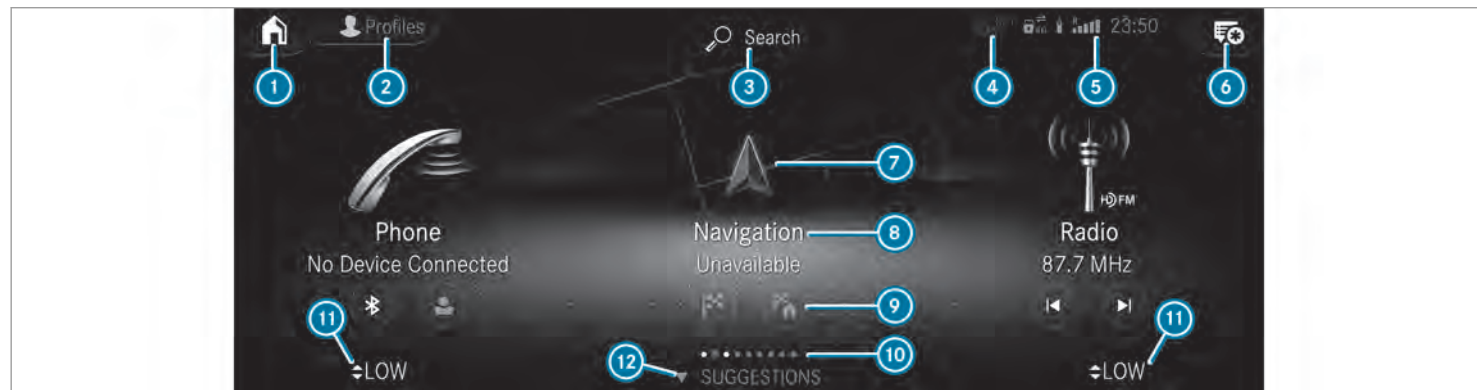 Profiles
Search
23:50
1
2
3
4
5
6
7
HD FM
Phone
Navigation
8
Radio
No Device Connected
Unavailable
87.7 MHz
9
11
11
10
12
LOW
SUGGESTIONS
LOW